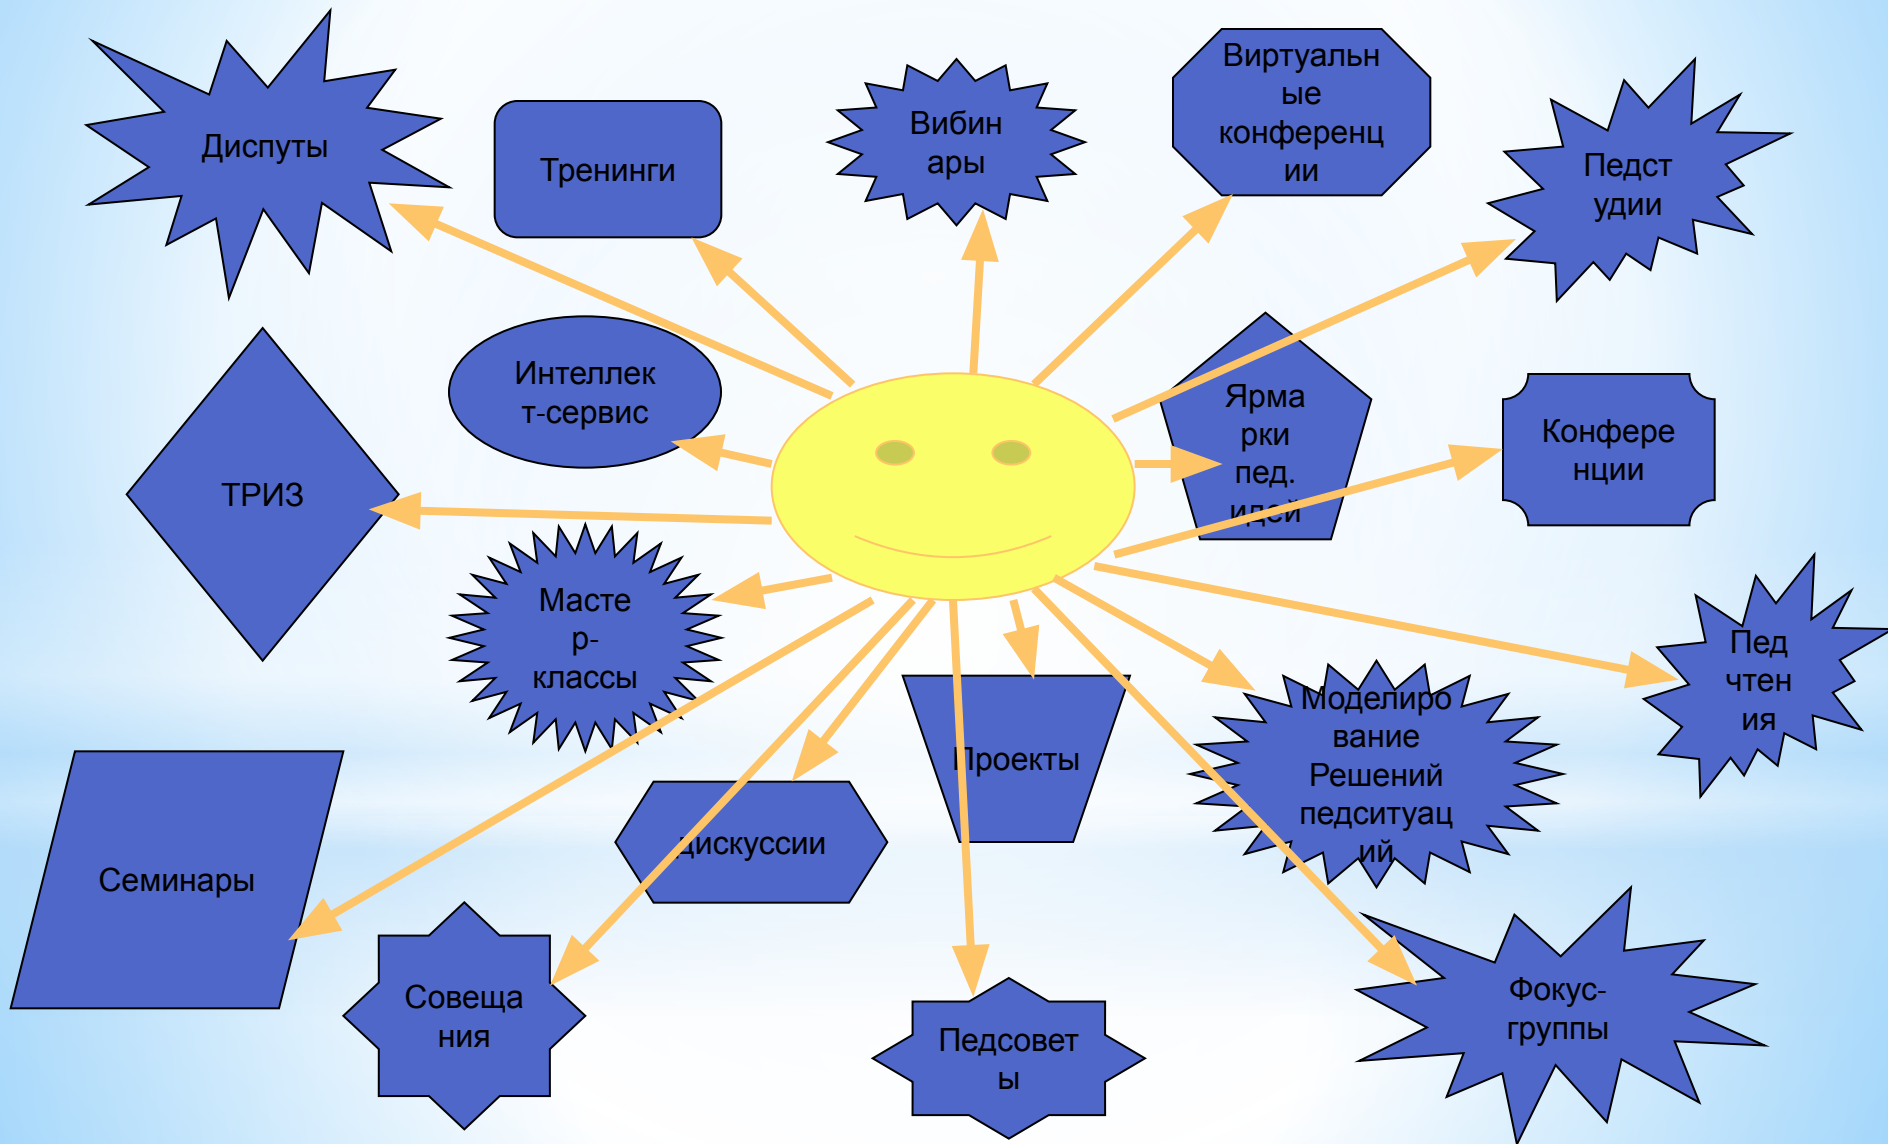 Диспуты
Тренинги
Вибин
ары
Виртуальн
ые
конференц
ии
Педст
удии
ТРИЗ
Интеллек
т-сервис
Ярма
рки
пед.
идей
Конфере
нции
Масте
р-
классы
Пед
чтен
ия
Семинары
дискуссии
Проекты
Моделиро
вание
Решений
педситуац
ий
Совеща
ния
Педсовет
ы
Фокус-
группы